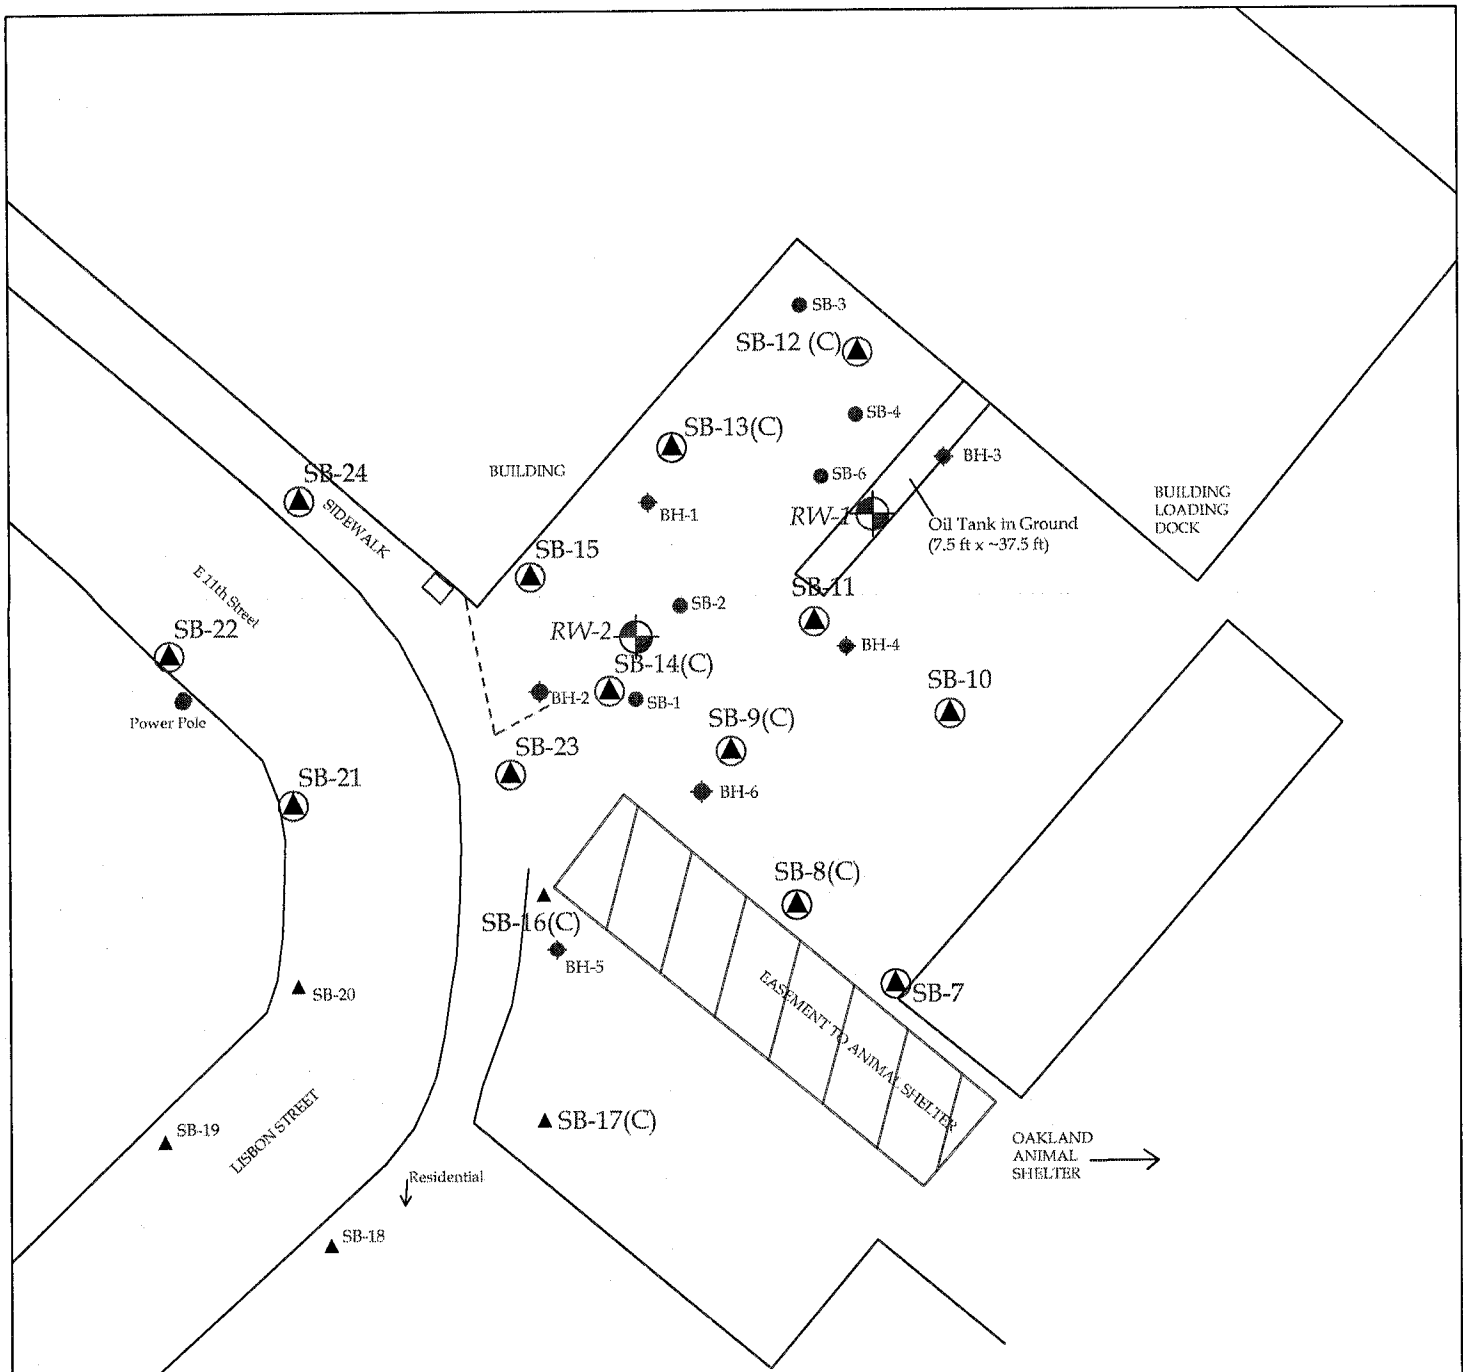 SB-3
SB-12 (C)
SB-4
SB-13(C)
BH-3
SB-24
BUILDING
SB-6
BUILDING
LOADING
DOCK
SIDEWALK
BH-1
RW-1
Oil Tank in Ground
(7.5 ft x ~37.5 ft)
SB-15
E 11th Street
SB-11
SB-2
SB-22
RW-2
BH-4
SB-14(C)
SB-10
BH-2
SB-1
Power Pole
SB-9(C)
SB-23
SB-21
BH-6
SB-8(C)
SB-16(C)
BH-5
SB-20
SB-7
EASEMENT TO ANIMAL SHELTER
SB-17(C)
SB-19
LISBON STREET
OAKLAND
ANIMAL
SHELTER
Residential
SB-18